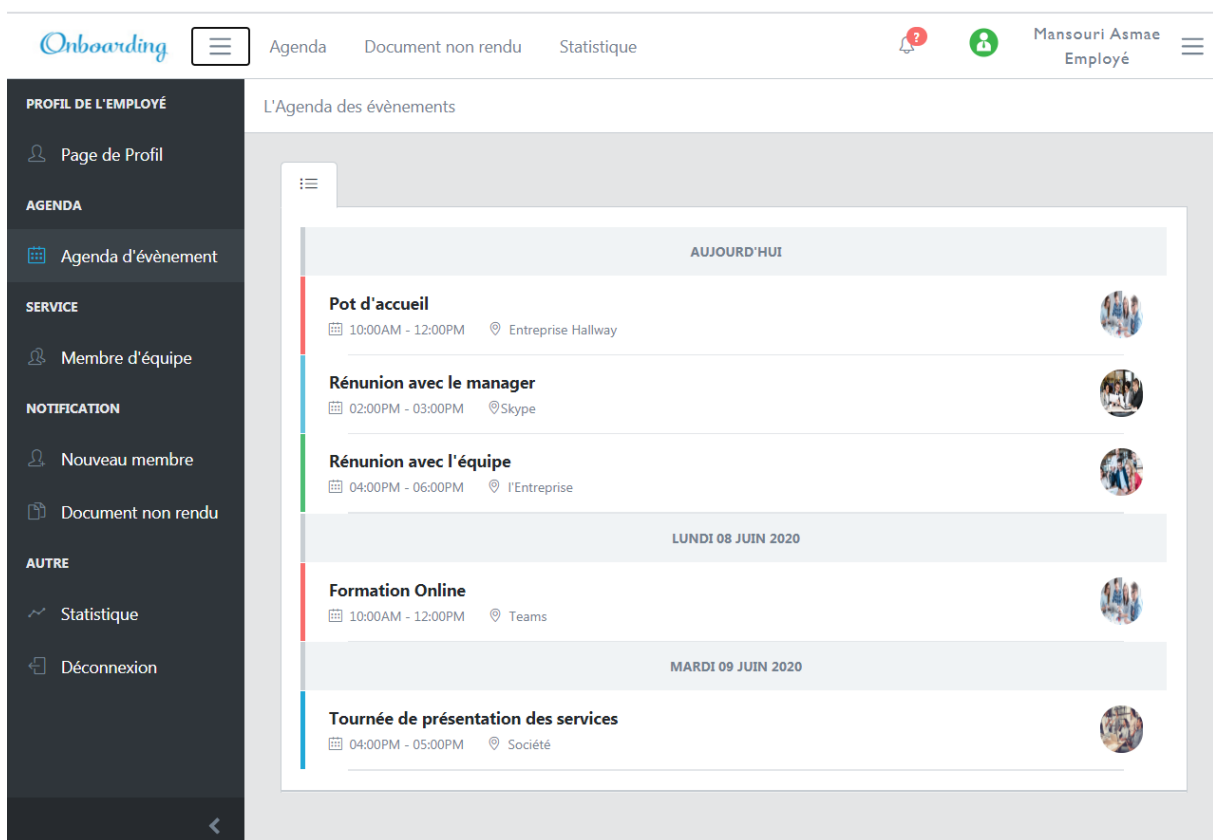 Onboarding
Agenda Document non rendu Statistique
?
Mansouri Asmae
Employé
PROFIL DE L'EMPLOYÉ
Page de Profil
AGENDA
Agenda d'évènement
SERVICE
Membre d'équipe
NOTIFICATION
Nouveau membre
Document non rendu
AUTRE
Statistique
Déconnexion
L'Agenda des évènements
AUJOURD'HUI
Pot d'accueil
10:00AM - 12:00PM Entreprise Hallway
Rénunion avec le manager
02:00PM - 03:00PM Skype
Rénunion avec l'équipe
04:00PM - 06:00PM l'Entreprise
LUNDI 08 JUIN 2020
Formation Online
10:00AM - 12:00PM Teams
MARDI 09 JUIN 2020
Tournée de présentation des services
04:00PM - 05:00PM Société